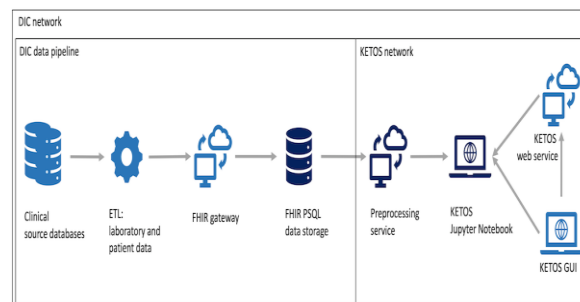 DIC network
DIC data pipeline
KETOS network
Clinical
source databases
ETL:
laboratory and
patient data
FHIR gateway
FHIR PSQL
data storage
Preprocessing
service
KETOS
Jupyter Notebook
KETOS
web service
KETOS GUI